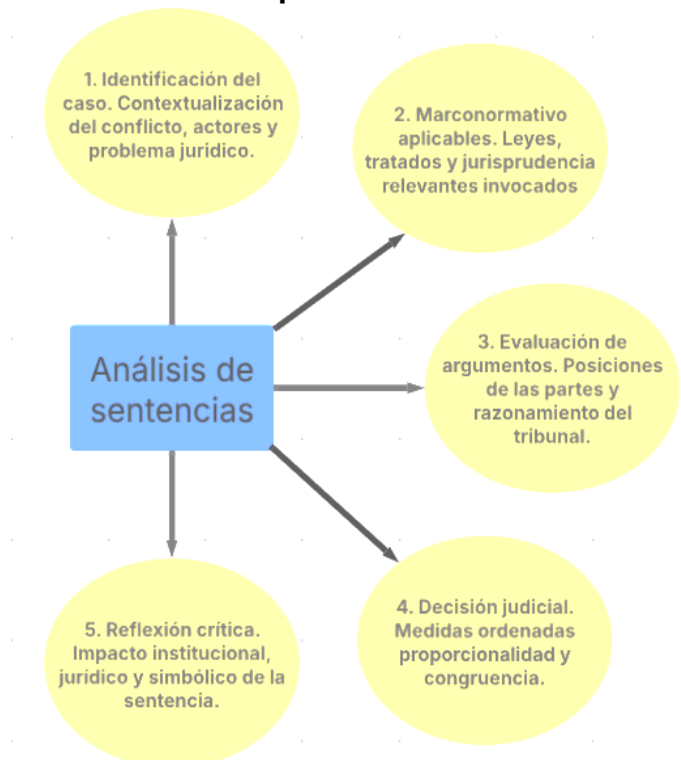 1. Identificación del
caso. Contextualización
del conflicto, actores y
problema juridico.
2. Marconormativo
aplicables. Leyes,
tratados y jurisprudencia
relevantes invocados
Análisis de
sentencias
3. Evaluación de
argumentos. Posiciones
de las partes y
razonamiento del
tribunal.
4. Decisión judicial.
Medidas ordenadas
proporcionalidad y
congruencia.
5. Reflexión crítica.
Impacto institucional,
jurídico y simbólico de la
sentencia.